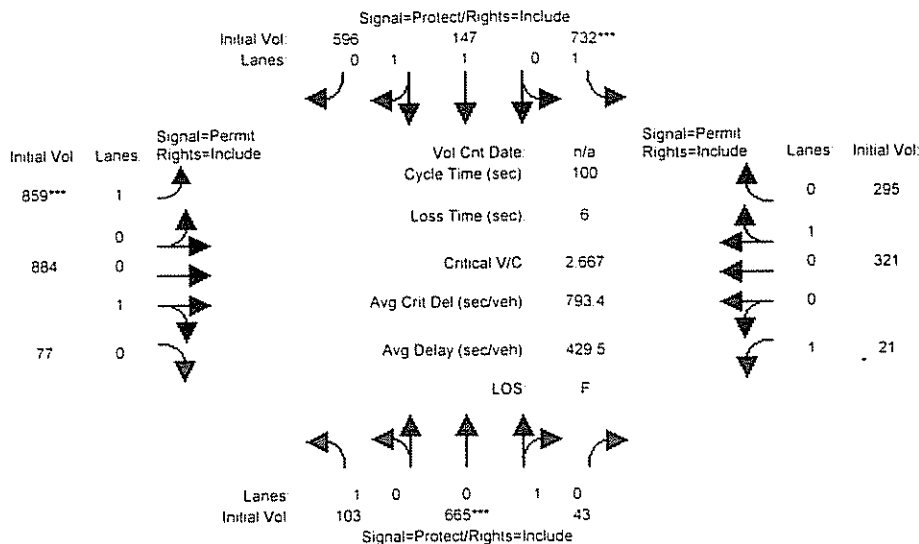 Signal=Protect/Rights=Include
Initial Vol: 596 147 732***
Lanes: 0 1 1 0 1
Signal=Permit
Rights=Include
Initial Vol Lanes:
859*** 1
0
884 0
1
77 0
Vol Cnt Date: n/a
Cycle Time (sec) 100
Loss Time (sec): 6
Critical V/C 2.667
Avg Crit Del (sec/veh) 793.4
Avg Delay (sec/veh) 429 5
LOS: F
Signal=Permit
Rights=Include Lanes: Initial Vol:
0 295
1
0 321
0
1 21
Lanes: 1 0 0 1 0
Initial Vol 103 665*** 43
Signal=Protect/Rights=Include